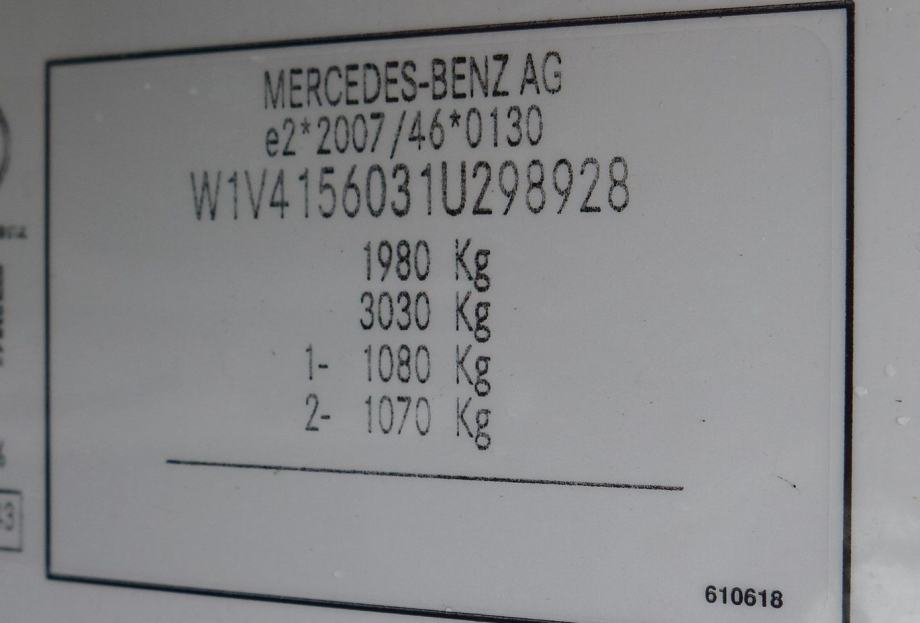 MERCEDES-BENZ AG
e2*2007/46*0130
W1V4156031U298928
1980 Kg
3030 Kg
1- 1080 Kg
2- 1070 Kg
610618